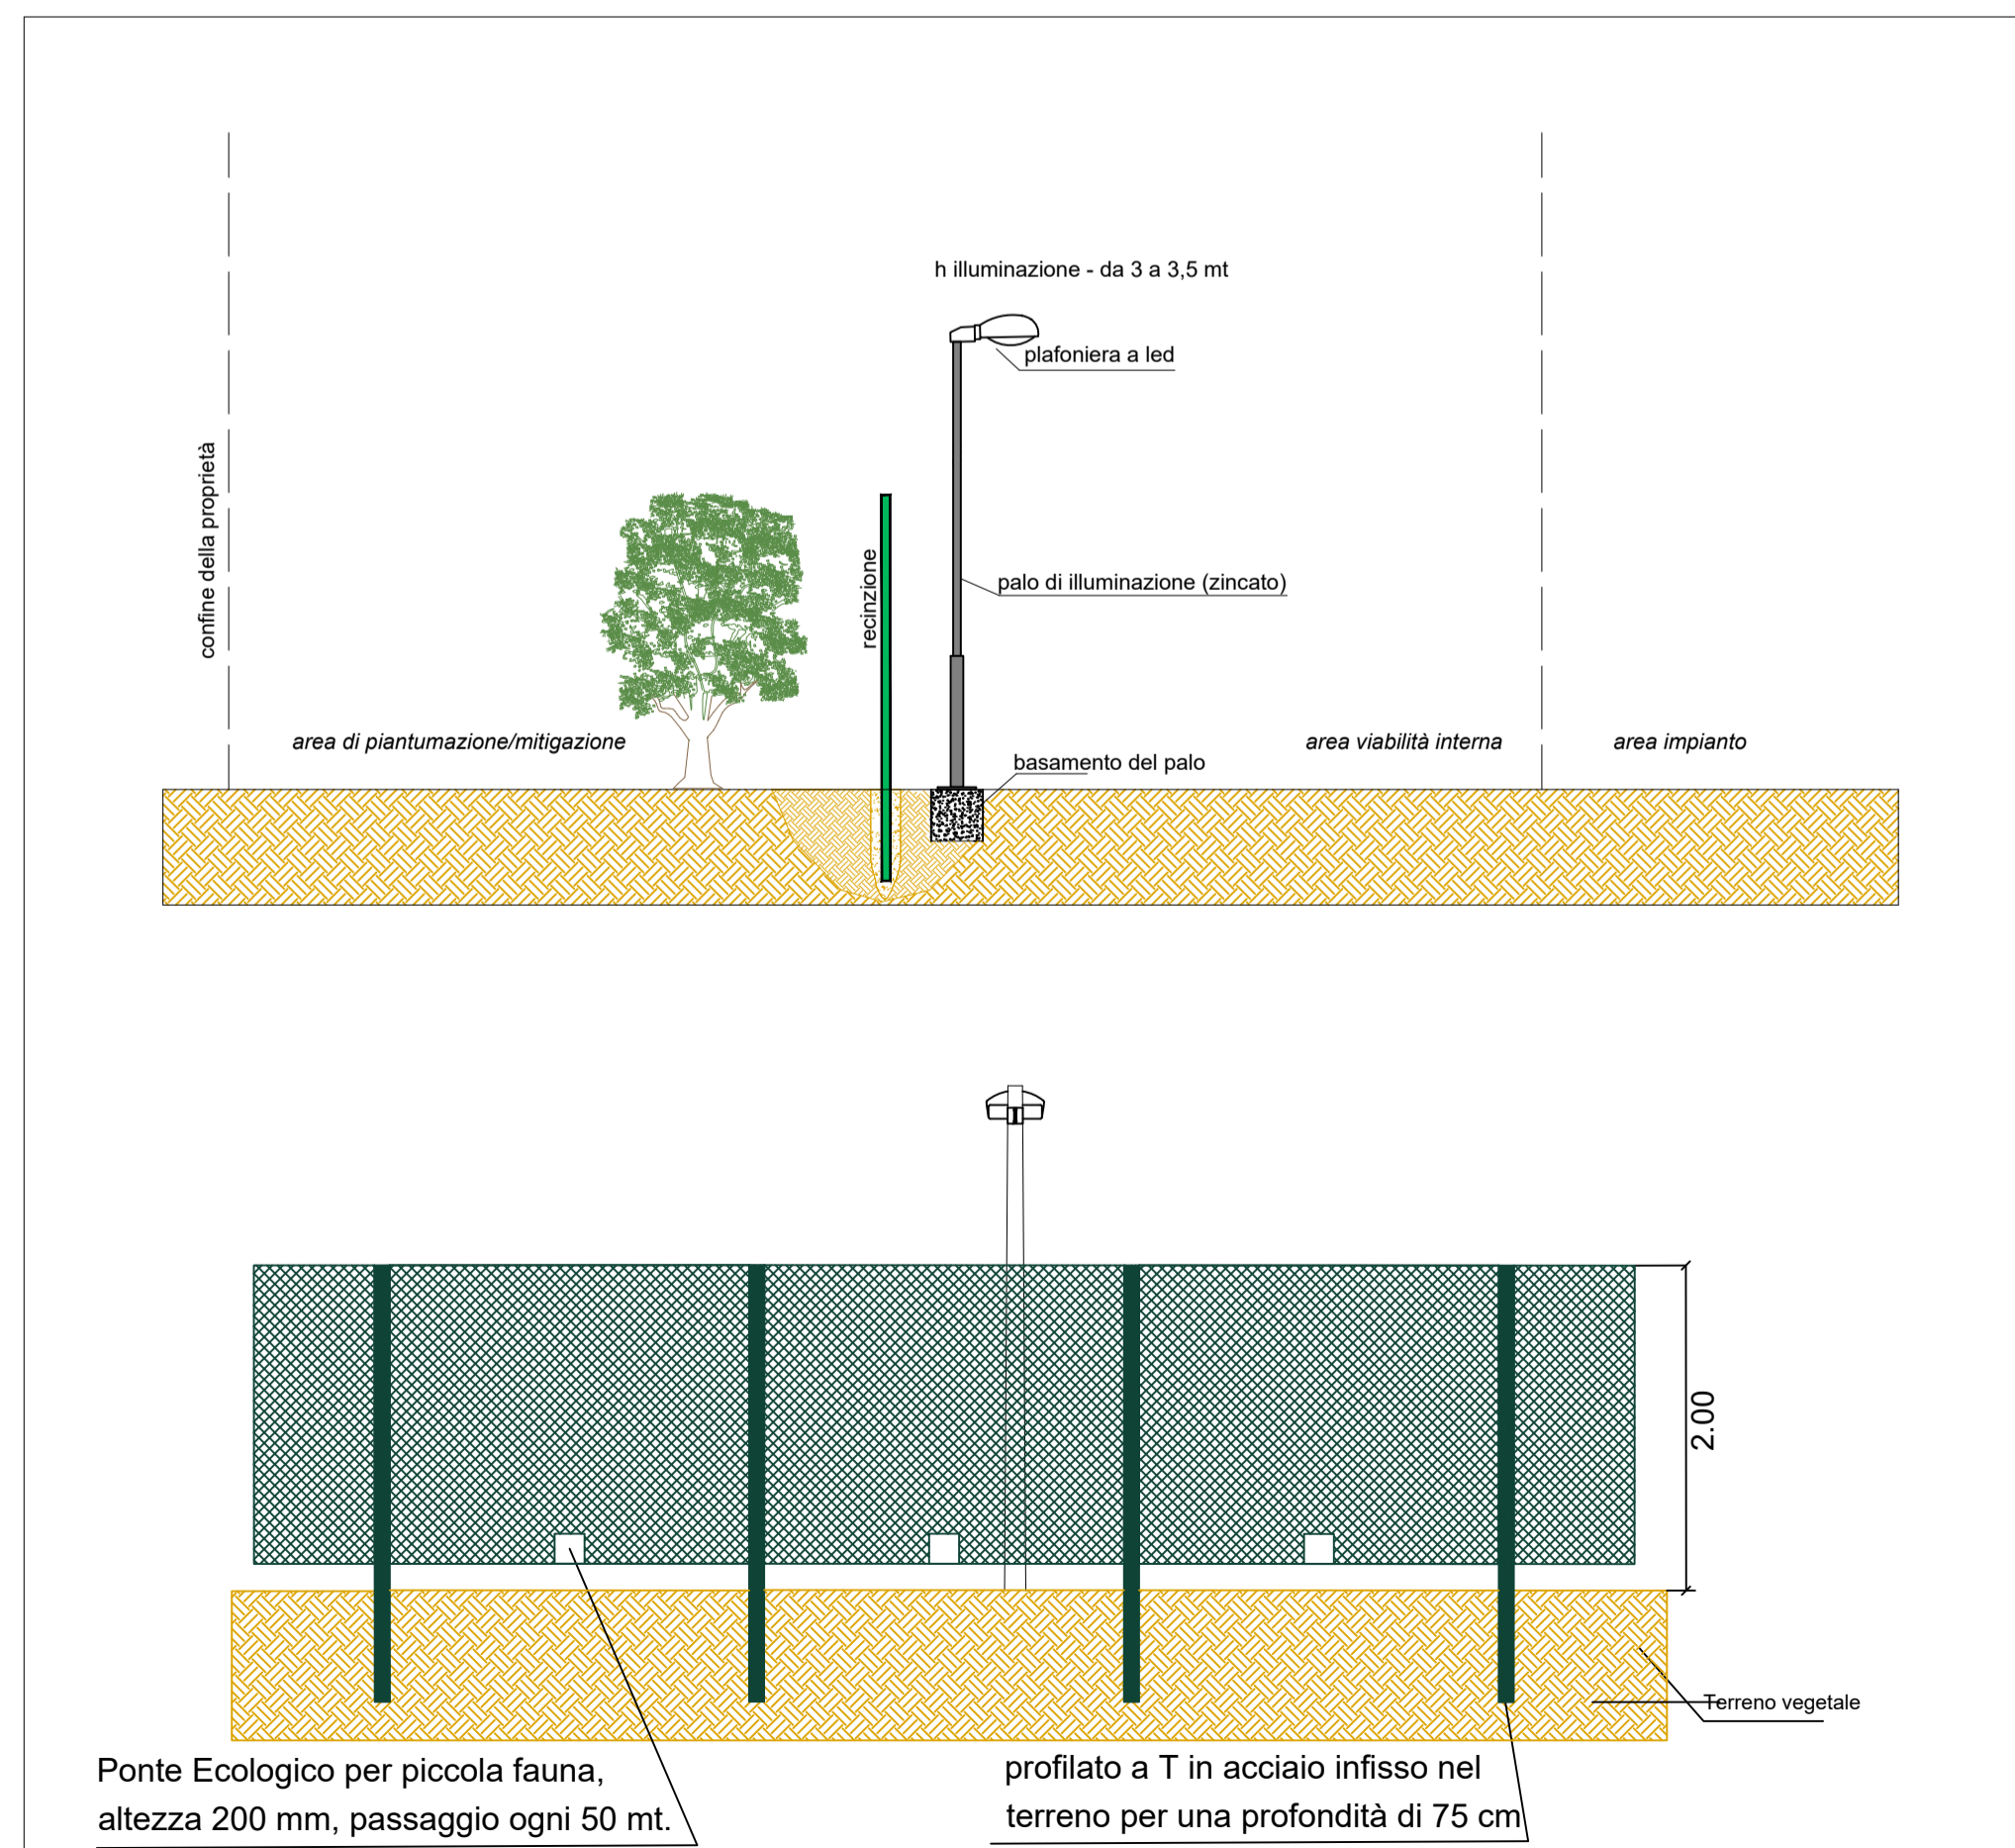 h illuminazione - da 3 a 3,5 mt
plafoniera a led
confine della proprietà
recinzione
palo di illuminazione (zincato)
area di piantumazione/mitigazione
basamento del palo
area viabilità interna
area impianto
2.00
Terreno vegetale
Ponte Ecologico per piccola fauna,
altezza 200 mm, passaggio ogni 50 mt.
profilato a T in acciaio infisso nel
terreno per una profondità di 75 cm